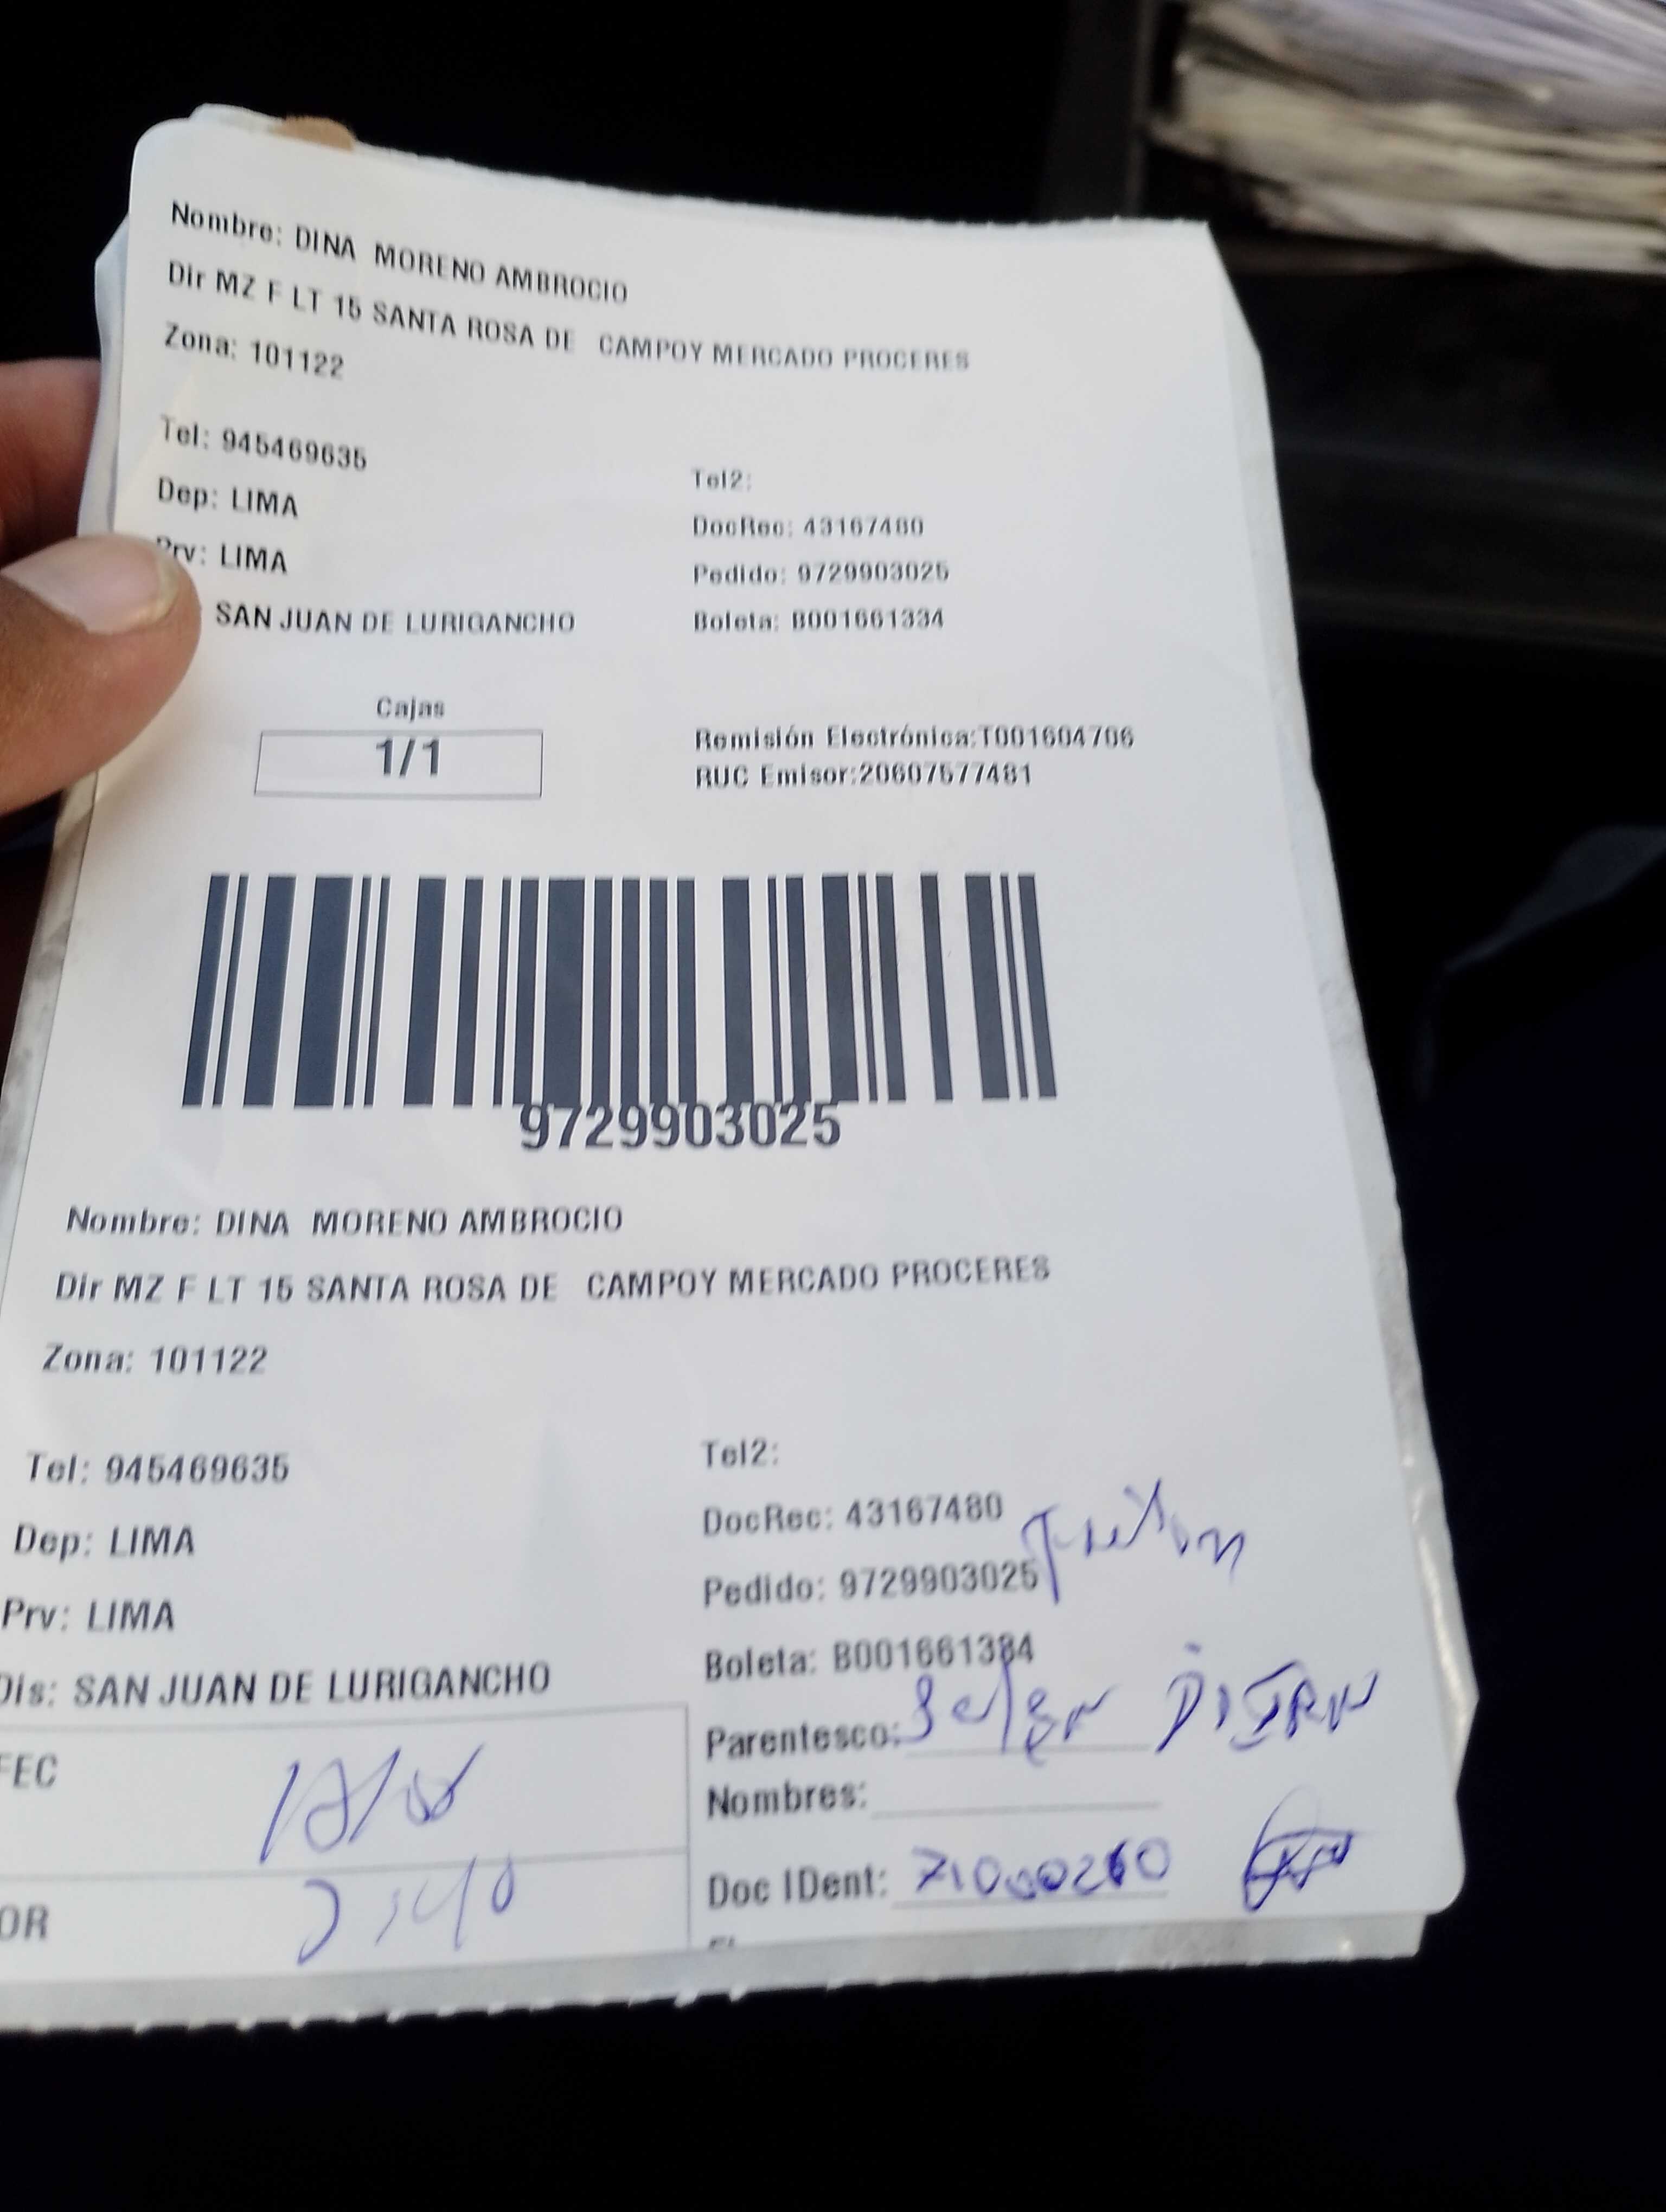 Nombre: DINA MORENO AMBROCIO
Dir MZ F LT 15 SANTA ROSA DE CAMPOY MERCADO PROCERES
Zona: 101122
Tel: 945469635
Tel2:
Dep: LIMA
DocRec: 43167480
Prv: LIMA
Pedido: 9729903025
SAN JUAN DE LURIGANCHO
Boleta: B001661334
Cajas
1/1
Remisión Electrónica:T001604706
RUC Emisor:20607577481
9729903025
Nombre: DINA MORENO AMBROCIO
Dir MZ F LT 15 SANTA ROSA DE CAMPOY MERCADO PROCERES
Zona: 101122
Tel: 945469635
Tel2:
Dep: LIMA
DocRec: 43167480
Prv: LIMA
Pedido: 9729903025
Dis: SAN JUAN DE LURIGANCHO
Boleta:
FEC
Parentesco:
Nombres:
OR
Doc IDent: